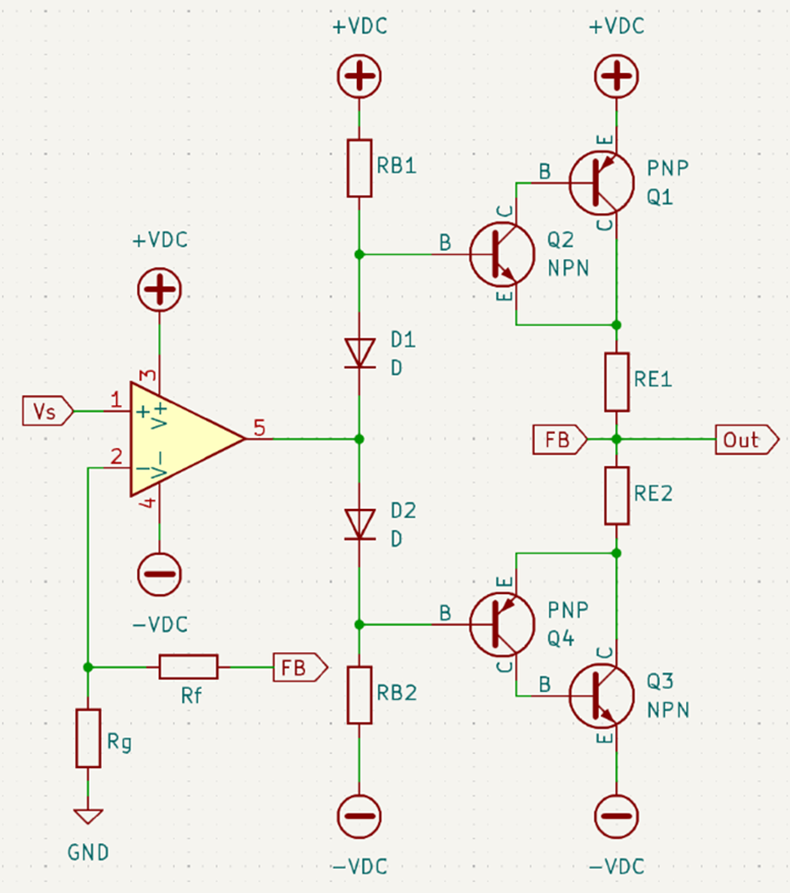 +VDC
+VDC
E
PNP
Q1
B
C
RB1
C
B
Q2
NPN
E
+VDC
D1
D
RE1
3
Vs
1
+
V+
5
FB
Out
2
−
V-
4
D2
D
RE2
-VDC
E
PNP
Q4
B
C
B
C
Q3
NPN
E
Rf
FB
RB2
Rg
GND
-VDC
-VDC